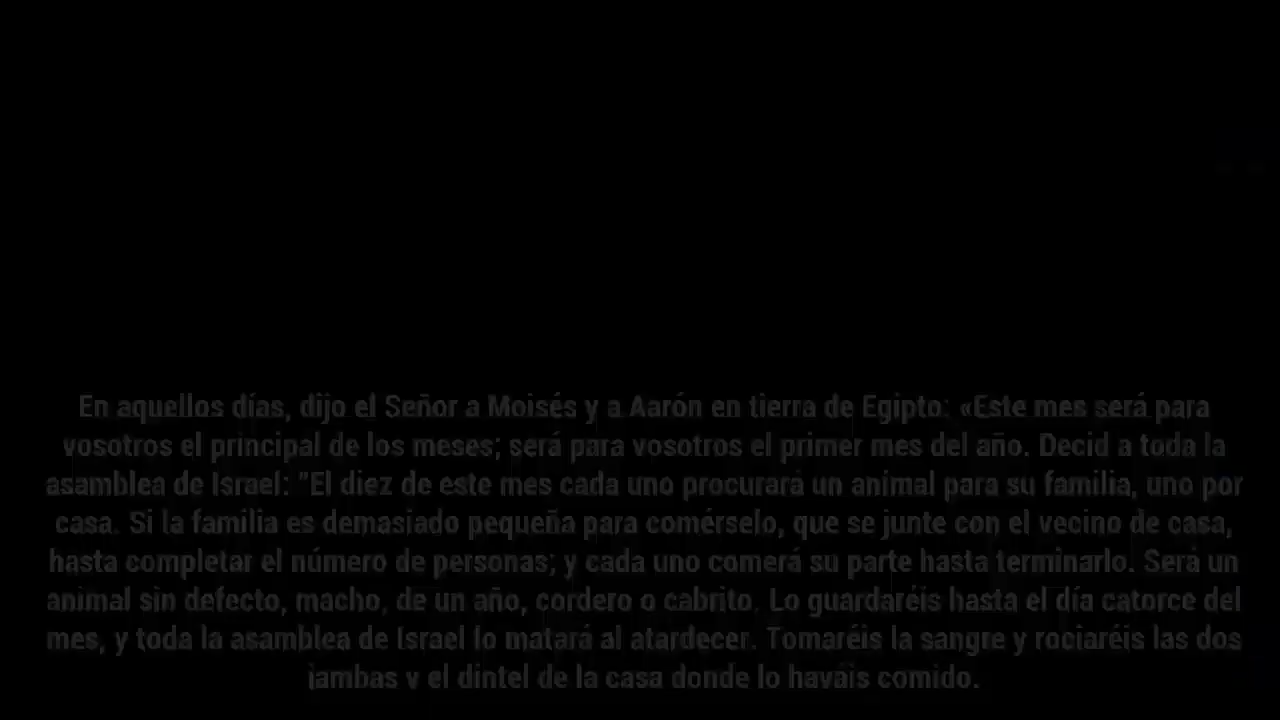 En aquellos días, dijo el Señor a Moisés y a Aarón en tierra de Egipto: «Este mes será para
vosotros el principal de los meses; será para vosotros el primer mes del año. Decid a toda la
asamblea de Israel: "El diez de este mes cada uno procurará un animal para su familia, uno por
casa. Si la familia es demasiado pequeña para comérselo, que se junte con el vecino de casa,
hasta completar el número de personas; y cada uno comerá su parte hasta terminarlo. Será un
animal sin defecto, macho, de un año, cordero o cabrito. Lo guardaréis hasta el día catorce del
mes, y toda la asamblea de Israel lo matará al atardecer. Tomaréis la sangre y rociaréis las dos
jambas y el dintel de la casa donde lo hayáis comido.